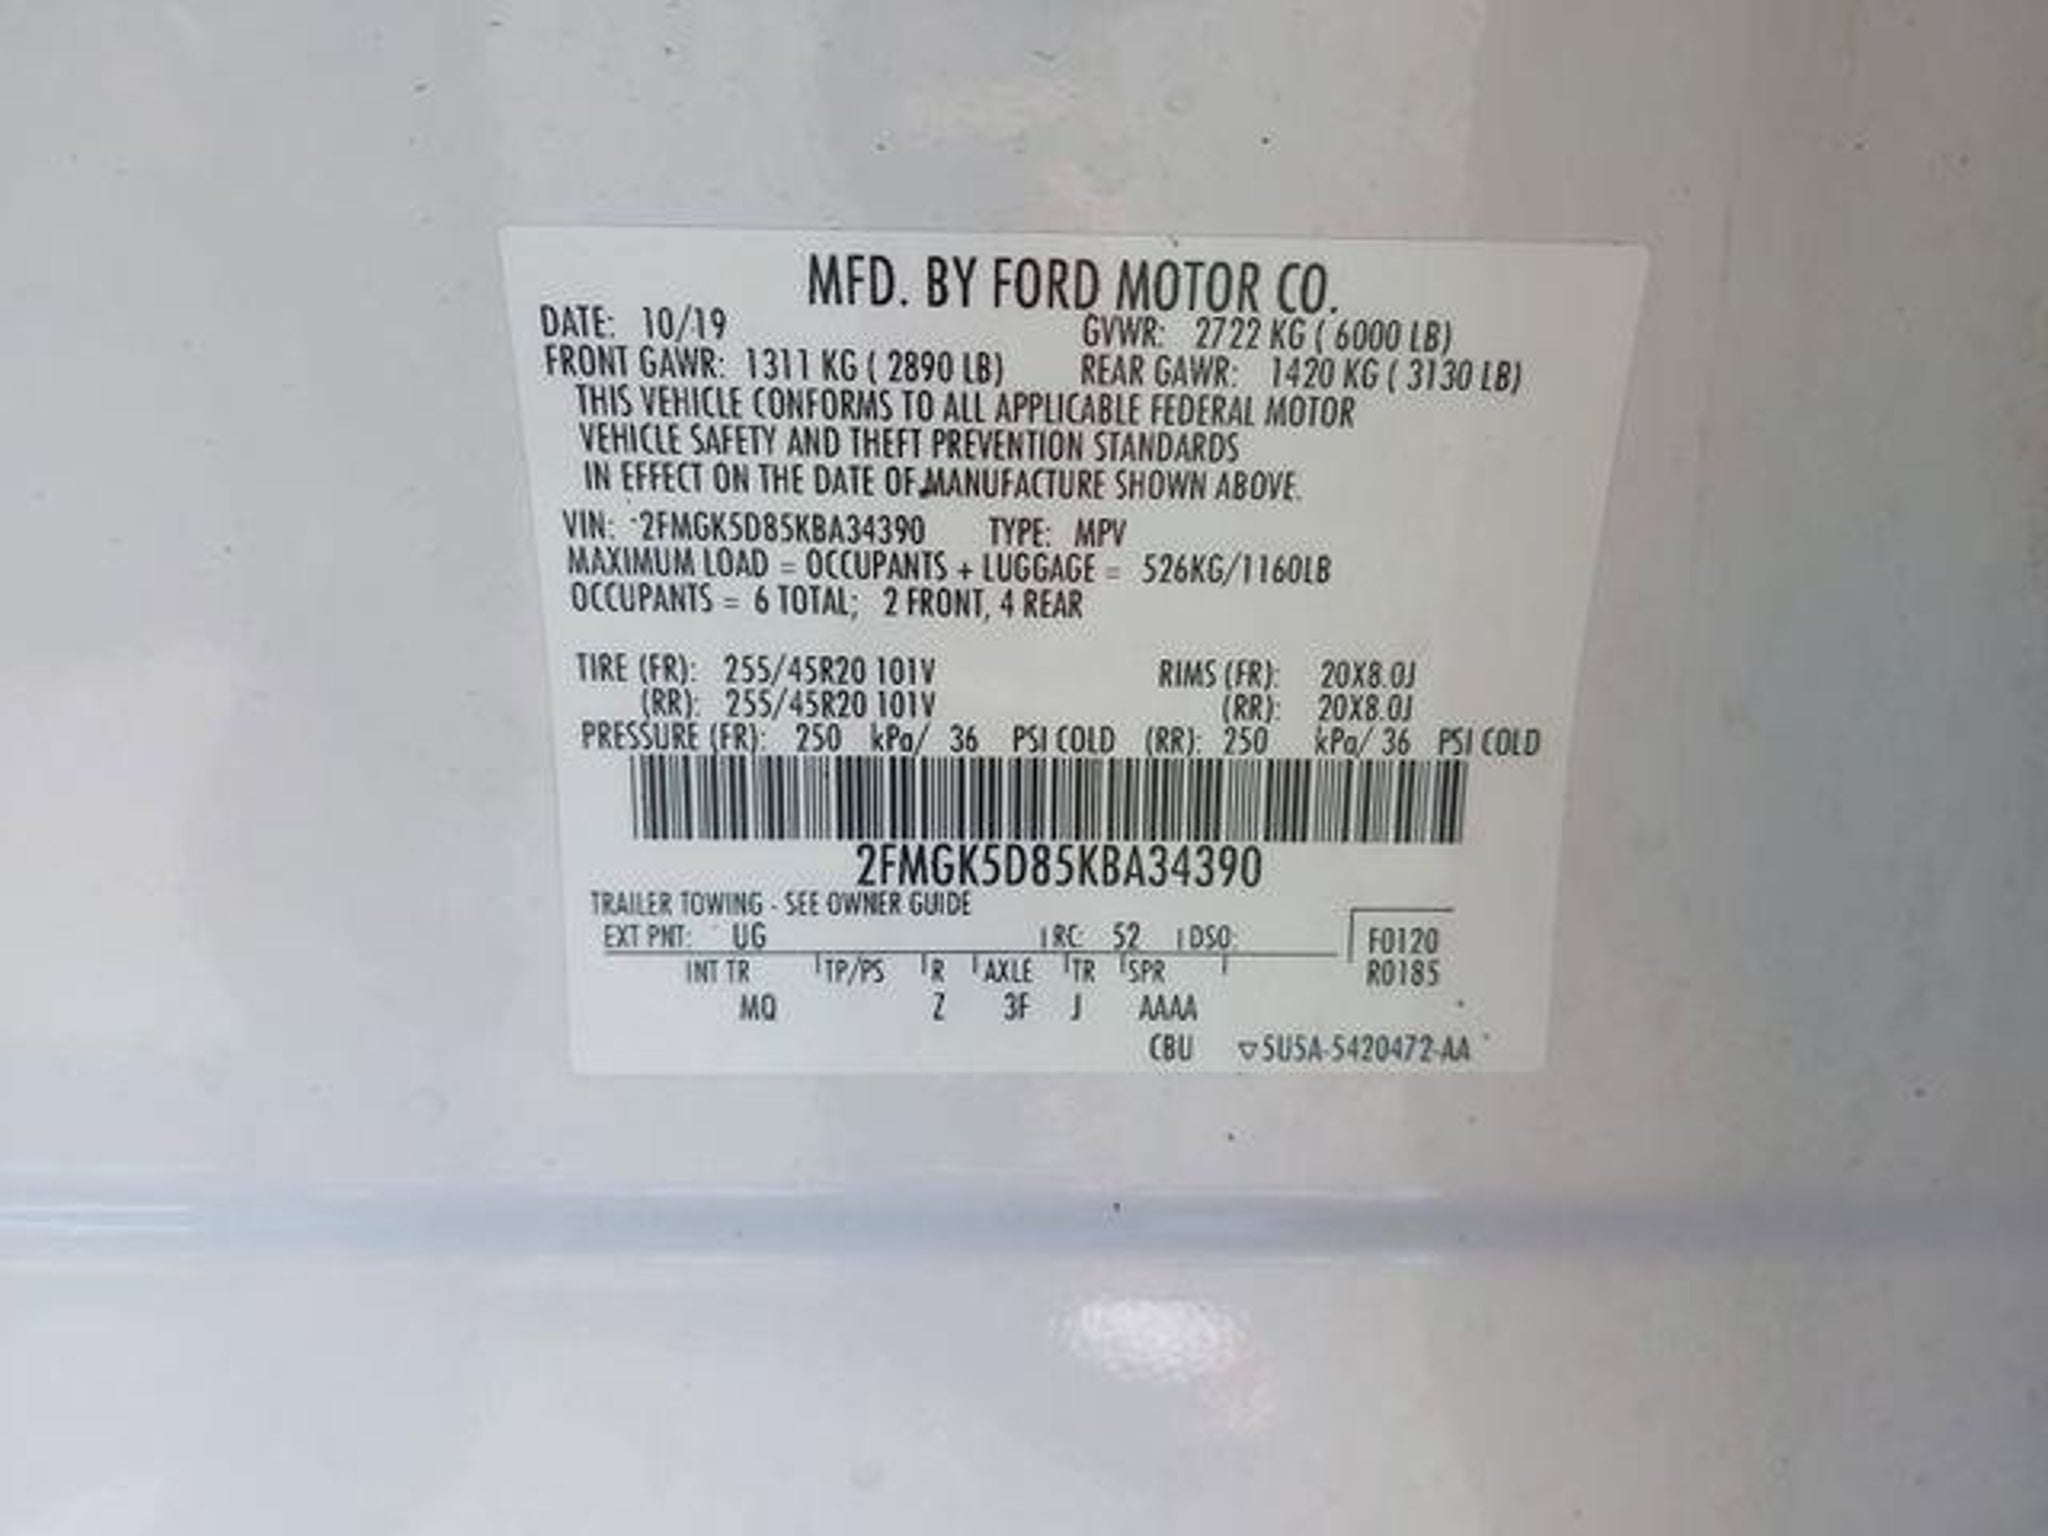 MFD. BY FORD MOTOR CO.
DATE: 10/19 GVWR: 2722 KG ( 6000 LB)
FRONT GAWR: 1311 KG ( 2890 LB) REAR GAWR: 1420 KG ( 3130 LB)
THIS VEHICLE CONFORMS TO ALL APPLICABLE FEDERAL MOTOR
VEHICLE SAFETY AND THEFT PREVENTION STANDARDS
IN EFFECT ON THE DATE OF MANUFACTURE SHOWN ABOVE.
VIN: 2FMGK5D85KBA34390 TYPE: MPV
MAXIMUM LOAD = OCCUPANTS + LUGGAGE = 526KG/1160LB
OCCUPANTS = 6 TOTAL; 2 FRONT, 4 REAR
TIRE (FR): 255/45R20 101V RIMS (FR): 20X8.0J
(RR): 255/45R20 101V (RR): 20X8.0J
PRESSURE (FR): 250 kPa/ 36 PSI COLD (RR): 250 kPa/ 36 PSI COLD
2FMGK5D85KBA34390
TRAILER TOWING - SEE OWNER GUIDE
EXT PNT: UG RC: 52 DSO: F0120
INT TR TP/PS R AXLE TR SPR R0185
MQ Z 3F J AAAA
CBU ▽5U5A-5420472-AA